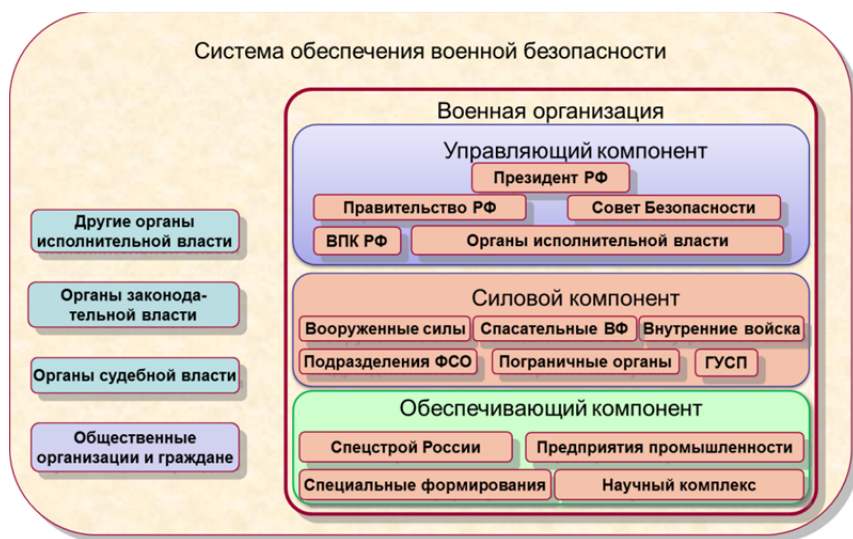 Система обеспечения военной безопасности
Военная организация
Управляющий компонент
Президент РФ
Правительство РФ
Совет Безопасности
ВПК РФ
Органы исполнительной власти
Силовой компонент
Вооруженные силы
Спасательные ВФ
Внутренние войска
Подразделения ФСО
Пограничные органы
ГУСП
Обеспечивающий компонент
Спецстрой России
Предприятия промышленности
Специальные формирования
Научный комплекс
Другие органы
исполнительной власти
Органы законода-
тельной власти
Органы судебной власти
Общественные
организации и граждане